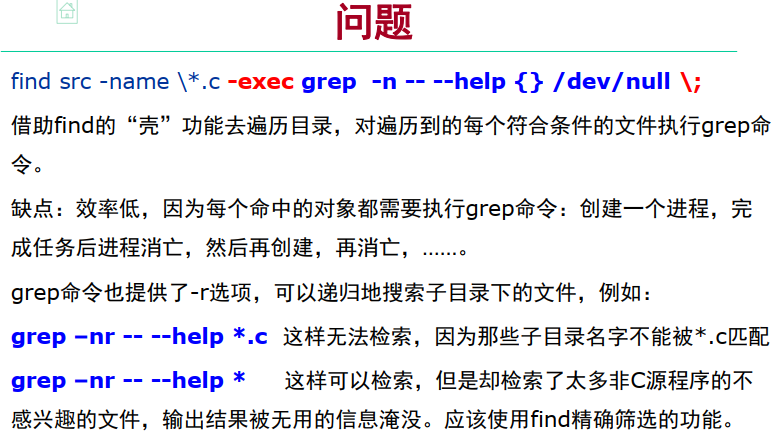 问题
find src -name \*.c -exec grep -n -- --help {} /dev/null \;
借助find的“壳”功能去遍历目录，对遍历到的每个符合条件的文件执行grep命
令。
缺点：效率低，因为每个命中的对象都需要执行grep命令：创建一个进程，完
成任务后进程消亡，然后再创建，再消亡，……。
grep命令也提供了-r选项，可以递归地搜索子目录下的文件，例如：
grep –nr -- --help *.c 这样无法检索，因为那些子目录名字不能被*.c匹配
grep –nr -- --help * 这样可以检索，但是却检索了太多非C源程序的不
感兴趣的文件，输出结果被无用的信息淹没。应该使用find精确筛选的功能。